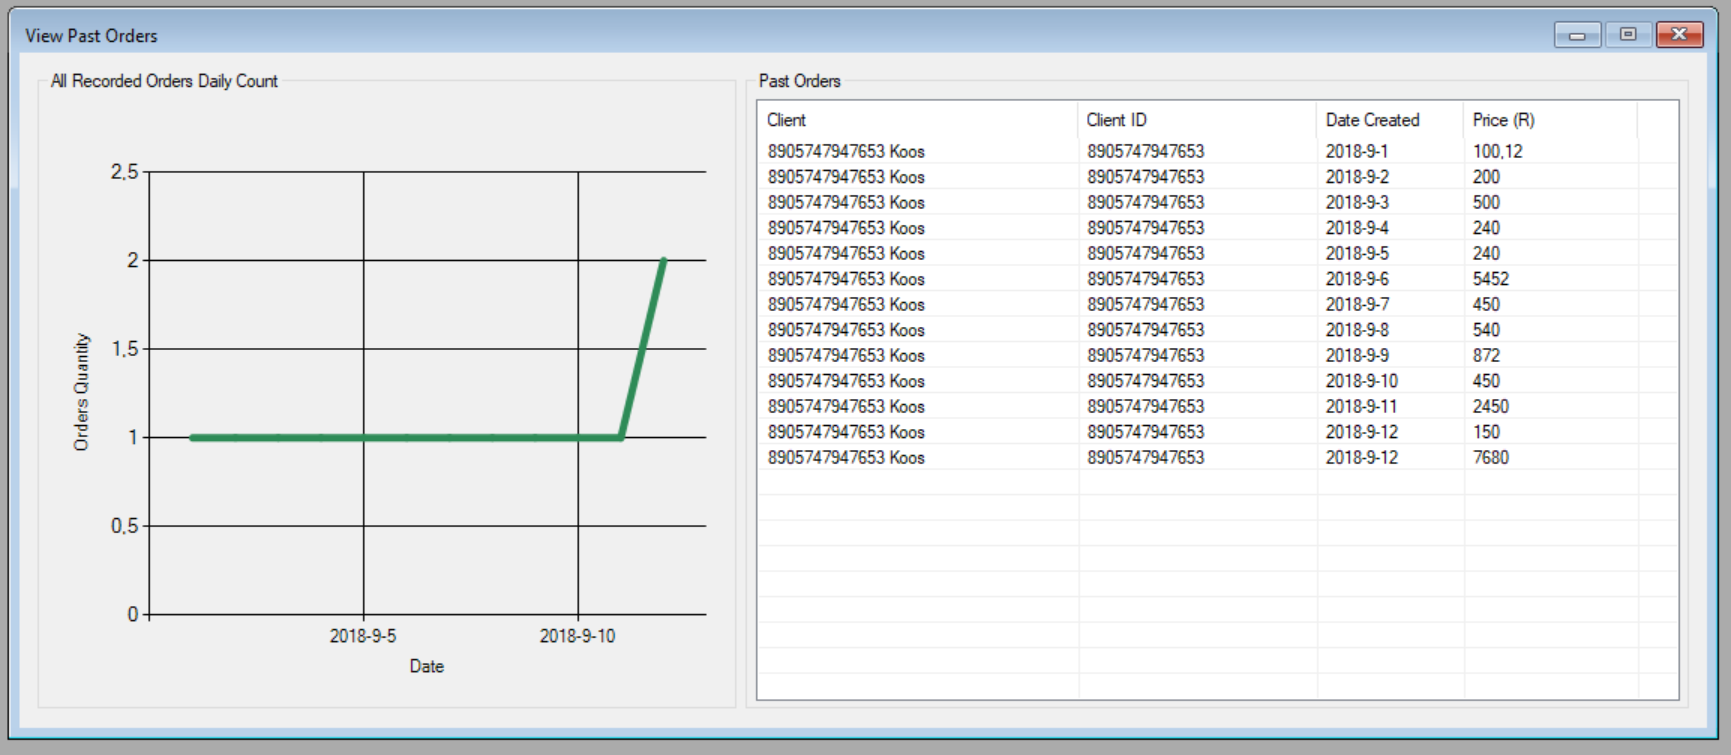 View Past Orders
All Recorded Orders Daily Count
2,5
2
1,5
1
0,5
0
Orders Quantity
2018-9-5 2018-9-10
Date
Past Orders
Client Client ID Date Created Price (R)
8905747947653 Koos 8905747947653 2018-9-1 100,12
8905747947653 Koos 8905747947653 2018-9-2 200
8905747947653 Koos 8905747947653 2018-9-3 500
8905747947653 Koos 8905747947653 2018-9-4 240
8905747947653 Koos 8905747947653 2018-9-5 240
8905747947653 Koos 8905747947653 2018-9-6 5452
8905747947653 Koos 8905747947653 2018-9-7 450
8905747947653 Koos 8905747947653 2018-9-8 540
8905747947653 Koos 8905747947653 2018-9-9 872
8905747947653 Koos 8905747947653 2018-9-10 450
8905747947653 Koos 8905747947653 2018-9-11 2450
8905747947653 Koos 8905747947653 2018-9-12 150
8905747947653 Koos 8905747947653 2018-9-12 7680